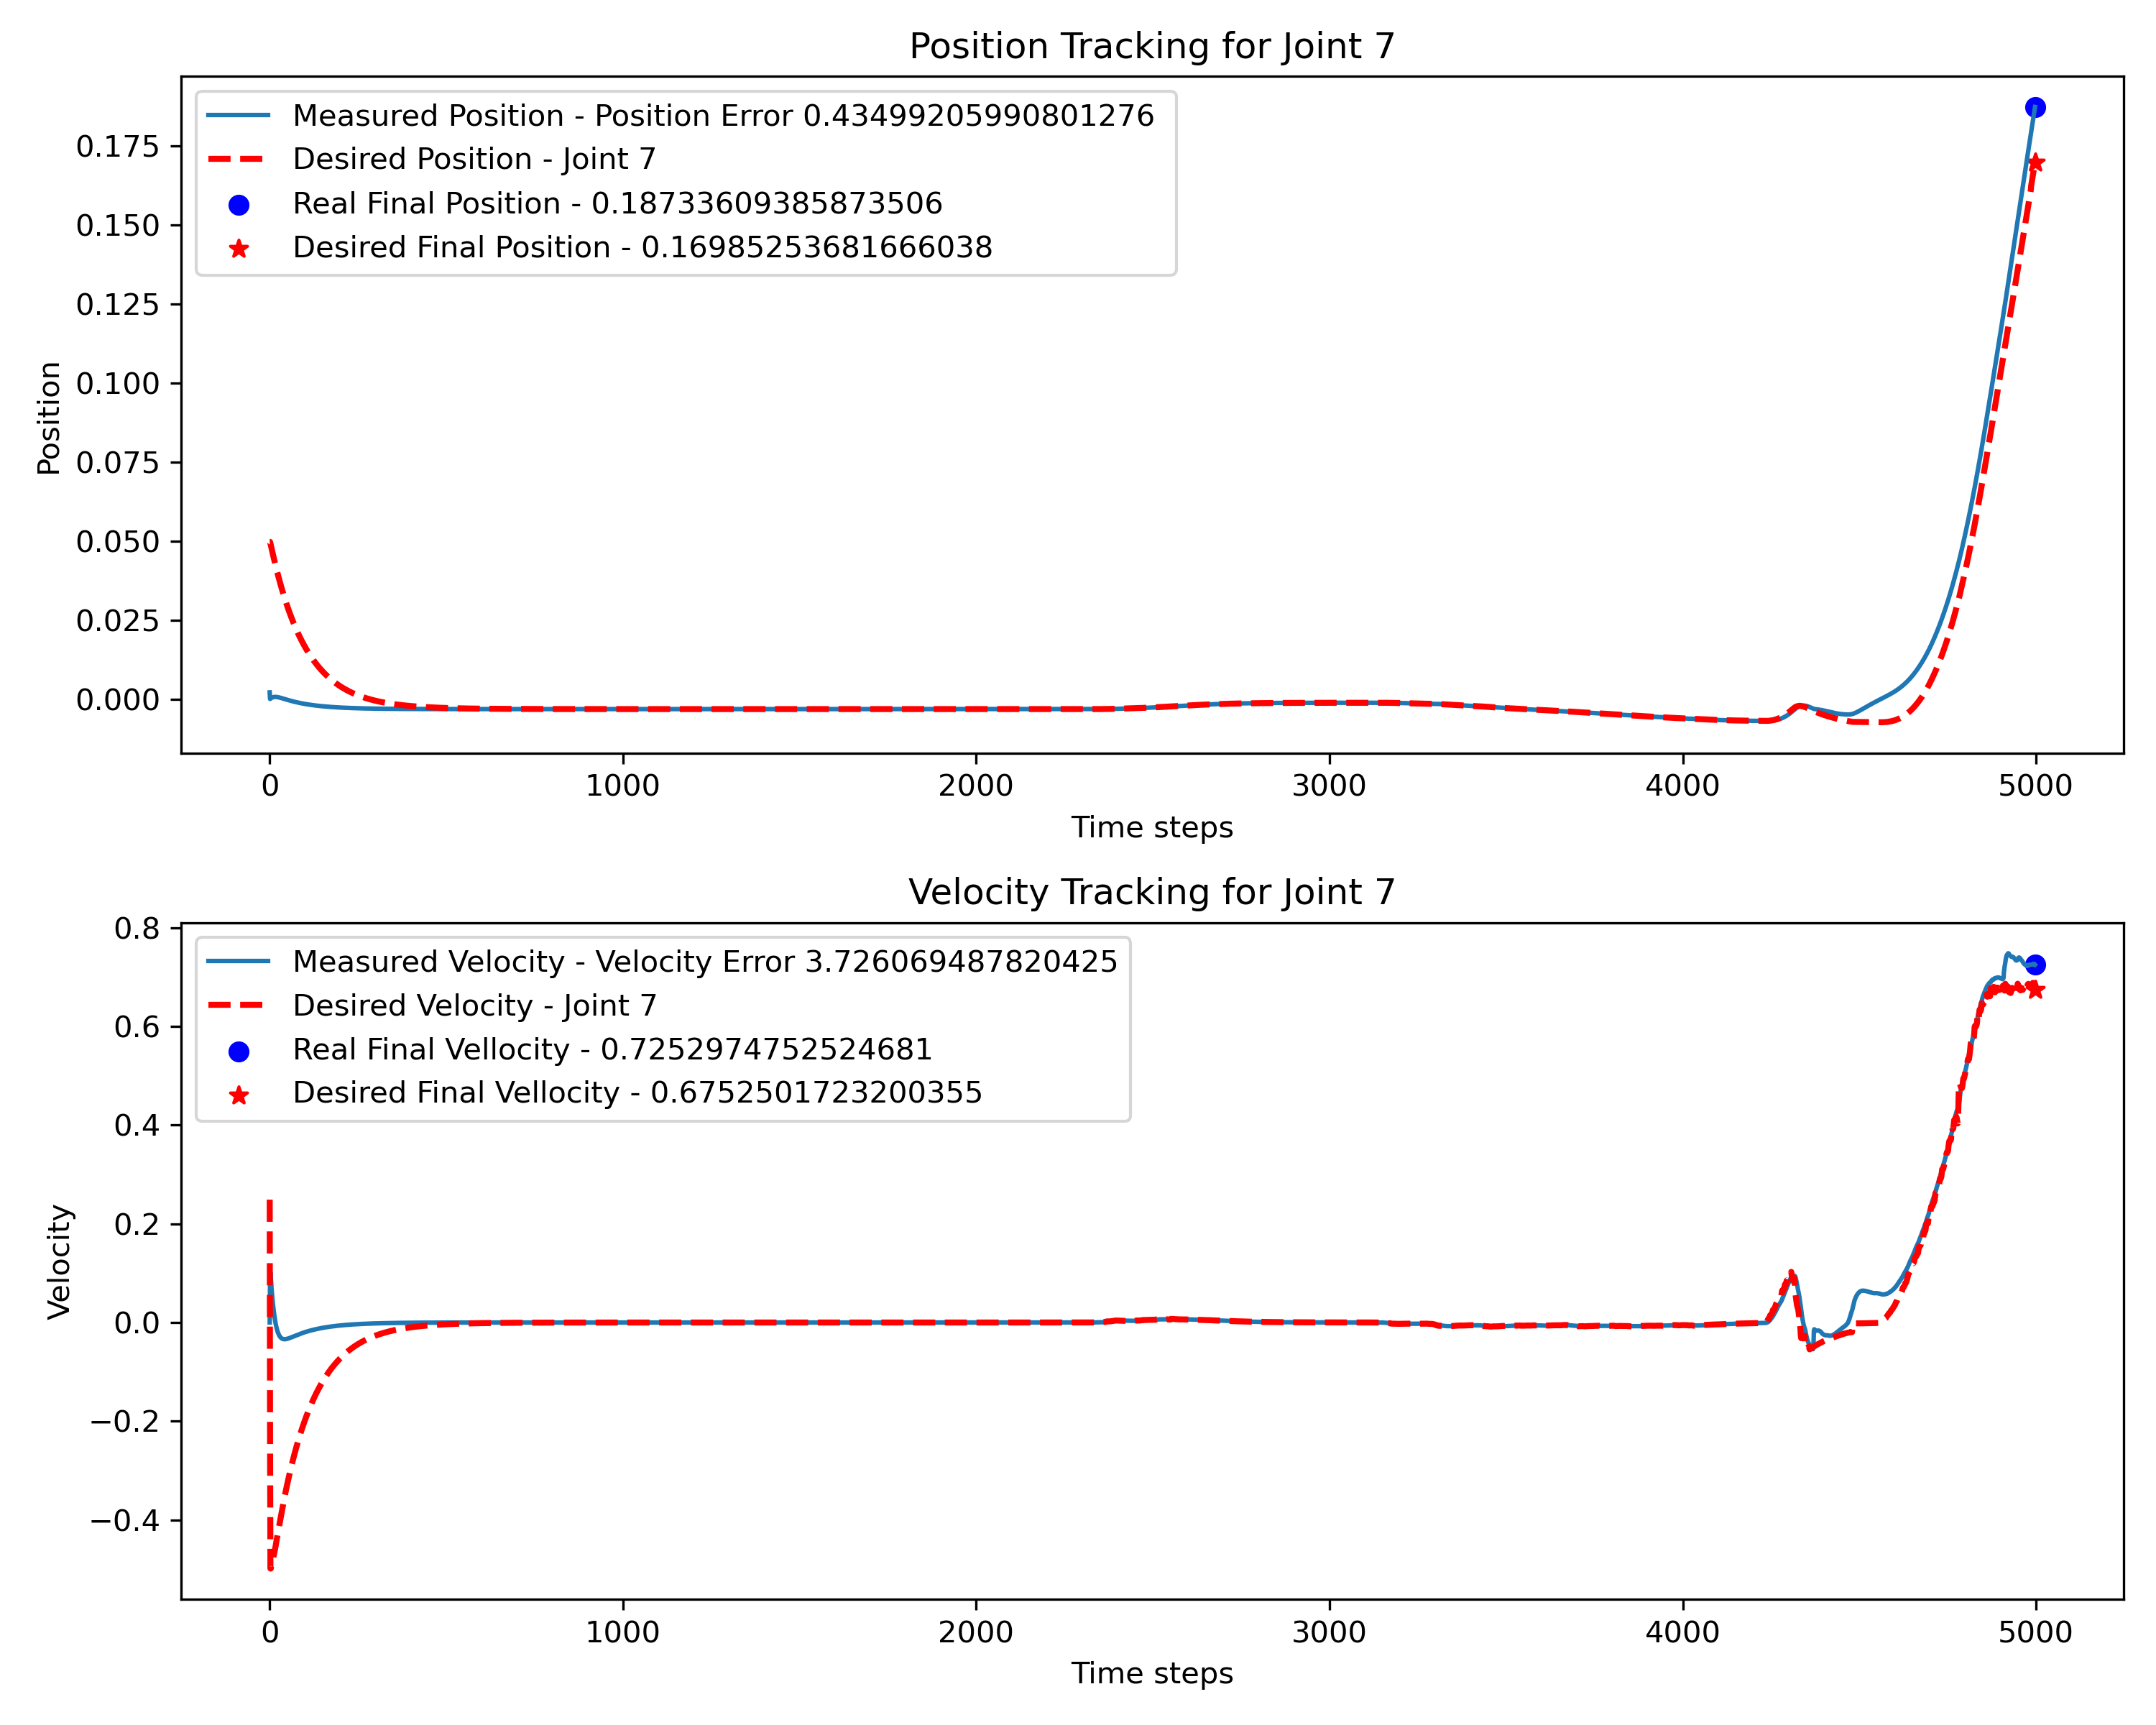 Position Tracking for Joint 7
Measured Position - Position Error 0.43499205990801276
Desired Position - Joint 7
Real Final Position - 0.18733609385873506
Desired Final Position - 0.16985253681666038
0.175
0.150
0.125
0.100
0.075
0.050
0.025
0.000
Position
0 1000 2000 3000 4000 5000
Time steps
Velocity Tracking for Joint 7
Measured Velocity - Velocity Error 3.726069487820425
Desired Velocity - Joint 7
Real Final Vellocity - 0.7252974752524681
Desired Final Vellocity - 0.6752501723200355
0.8
0.6
0.4
0.2
0.0
−0.2
−0.4
Velocity
0 1000 2000 3000 4000 5000
Time steps